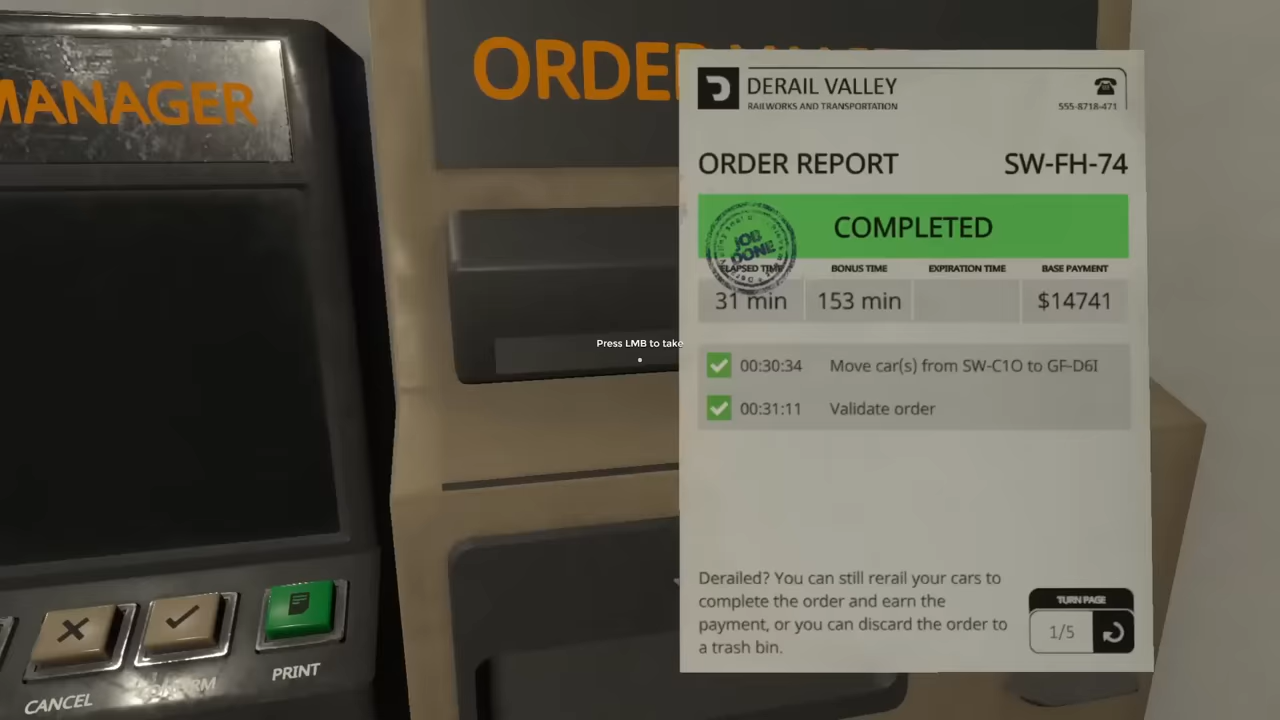 MANAGER
ORDER
DERAIL VALLEY
RAILWORKS AND TRANSPORTATION
555-8718-471
ORDER REPORT
SW-FH-74
COMPLETED
JOB
DONE
ELAPSED TIME
BONUS TIME
EXPIRATION TIME
BASE PAYMENT
31 min
153 min
$14741
Press LMB to take
00:30:34 Move car(s) from SW-C1O to GF-D6I
00:31:11 Validate order
Derailed? You can still rerail your cars to
complete the order and earn the
payment, or you can discard the order to
a trash bin.
TURN PAGE
1/5
CANCEL
PRINT